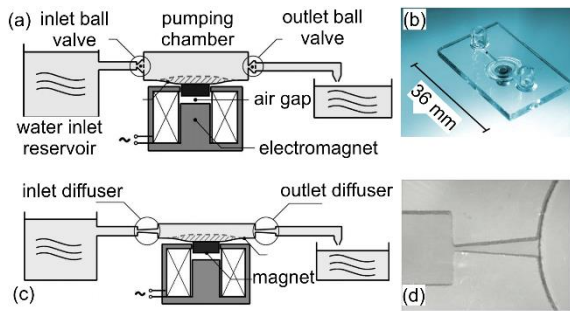 (a)
inlet ball
valve
pumping
chamber
outlet ball
valve
air gap
water inlet
reservoir
~
electromagnet
(b)
36 mm
inlet diffuser
outlet diffuser
magnet
~
(c)
(d)